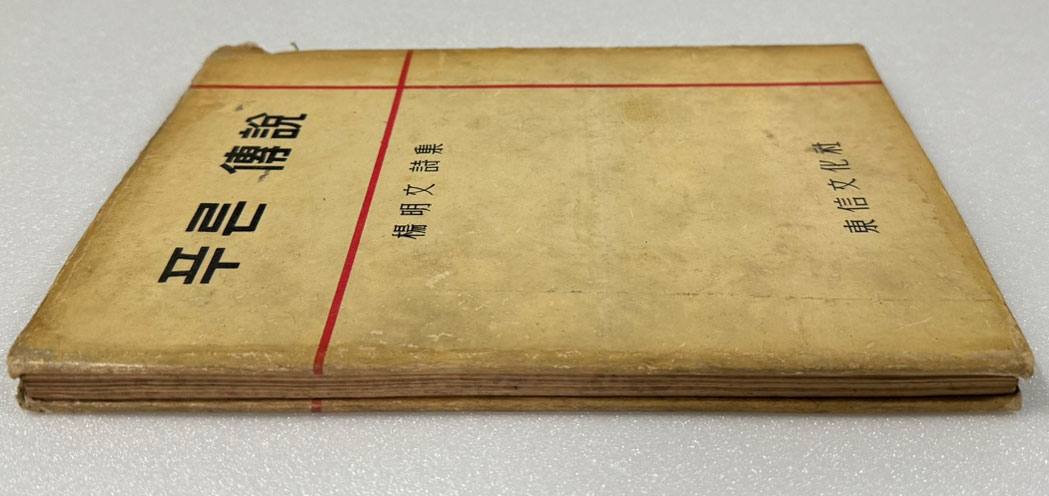 푸른 傳說
楊明文 詩集
東信文化社